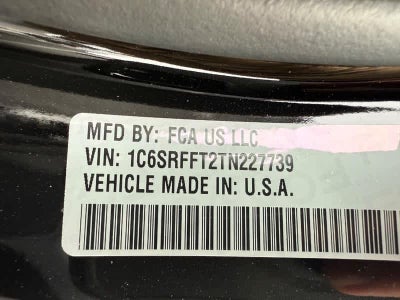 MFD BY: FCA US LLC
VIN: 1C6SRFFT2TN227739
VEHICLE MADE IN: U.S.A.